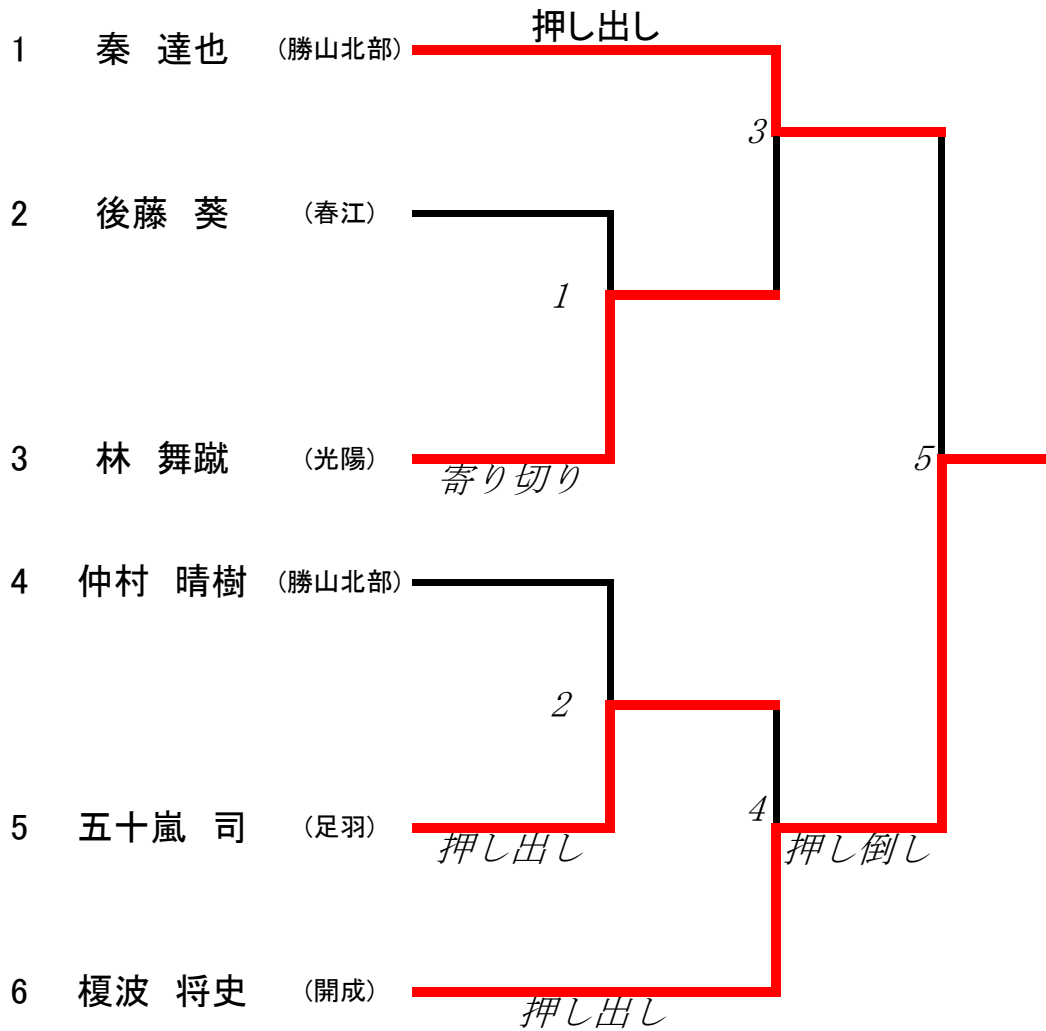 押し出し
1 秦 達也 (勝山北部)
3
2 後藤 葵 (春江)
1
3 林 舞蹴 (光陽)
5
寄り切り
4 仲村 晴樹 (勝山北部)
2
4
5 五十嵐 司 (足羽)
押し出し 押し倒し
6 榎波 将史 (開成)
押し出し